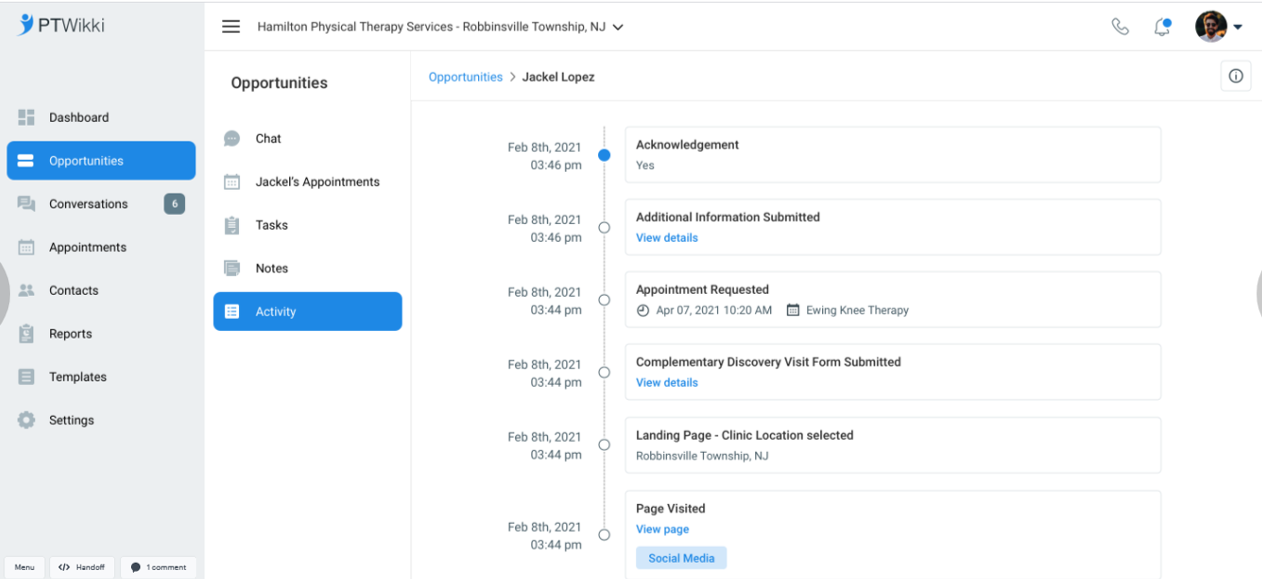 PTWikki
Hamilton Physical Therapy Services - Robbinsville Township, NJ
Dashboard
Opportunities
Conversations 6
Appointments
Contacts
Reports
Templates
Settings
Menu
</> Handoff
1 comment
Opportunities
Chat
Jackel's Appointments
Tasks
Notes
Activity
Opportunities > Jackel Lopez
Feb 8th, 2021
03:46 pm
Acknowledgement
Yes
Feb 8th, 2021
03:46 pm
Additional Information Submitted
View details
Feb 8th, 2021
03:44 pm
Appointment Requested
Apr 07, 2021 10:20 AM Ewing Knee Therapy
Feb 8th, 2021
03:44 pm
Complementary Discovery Visit Form Submitted
View details
Feb 8th, 2021
03:44 pm
Landing Page - Clinic Location selected
Robbinsville Township, NJ
Feb 8th, 2021
03:44 pm
Page Visited
View page
Social Media